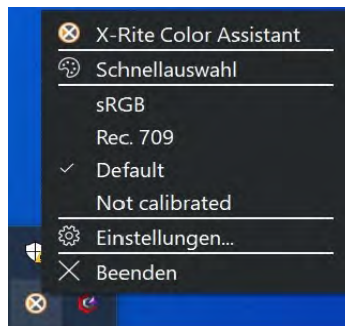 X-Rite Color Assistant
Schnellauswahl
sRGB
Rec. 709
Default
Not calibrated
Einstellungen...
Beenden